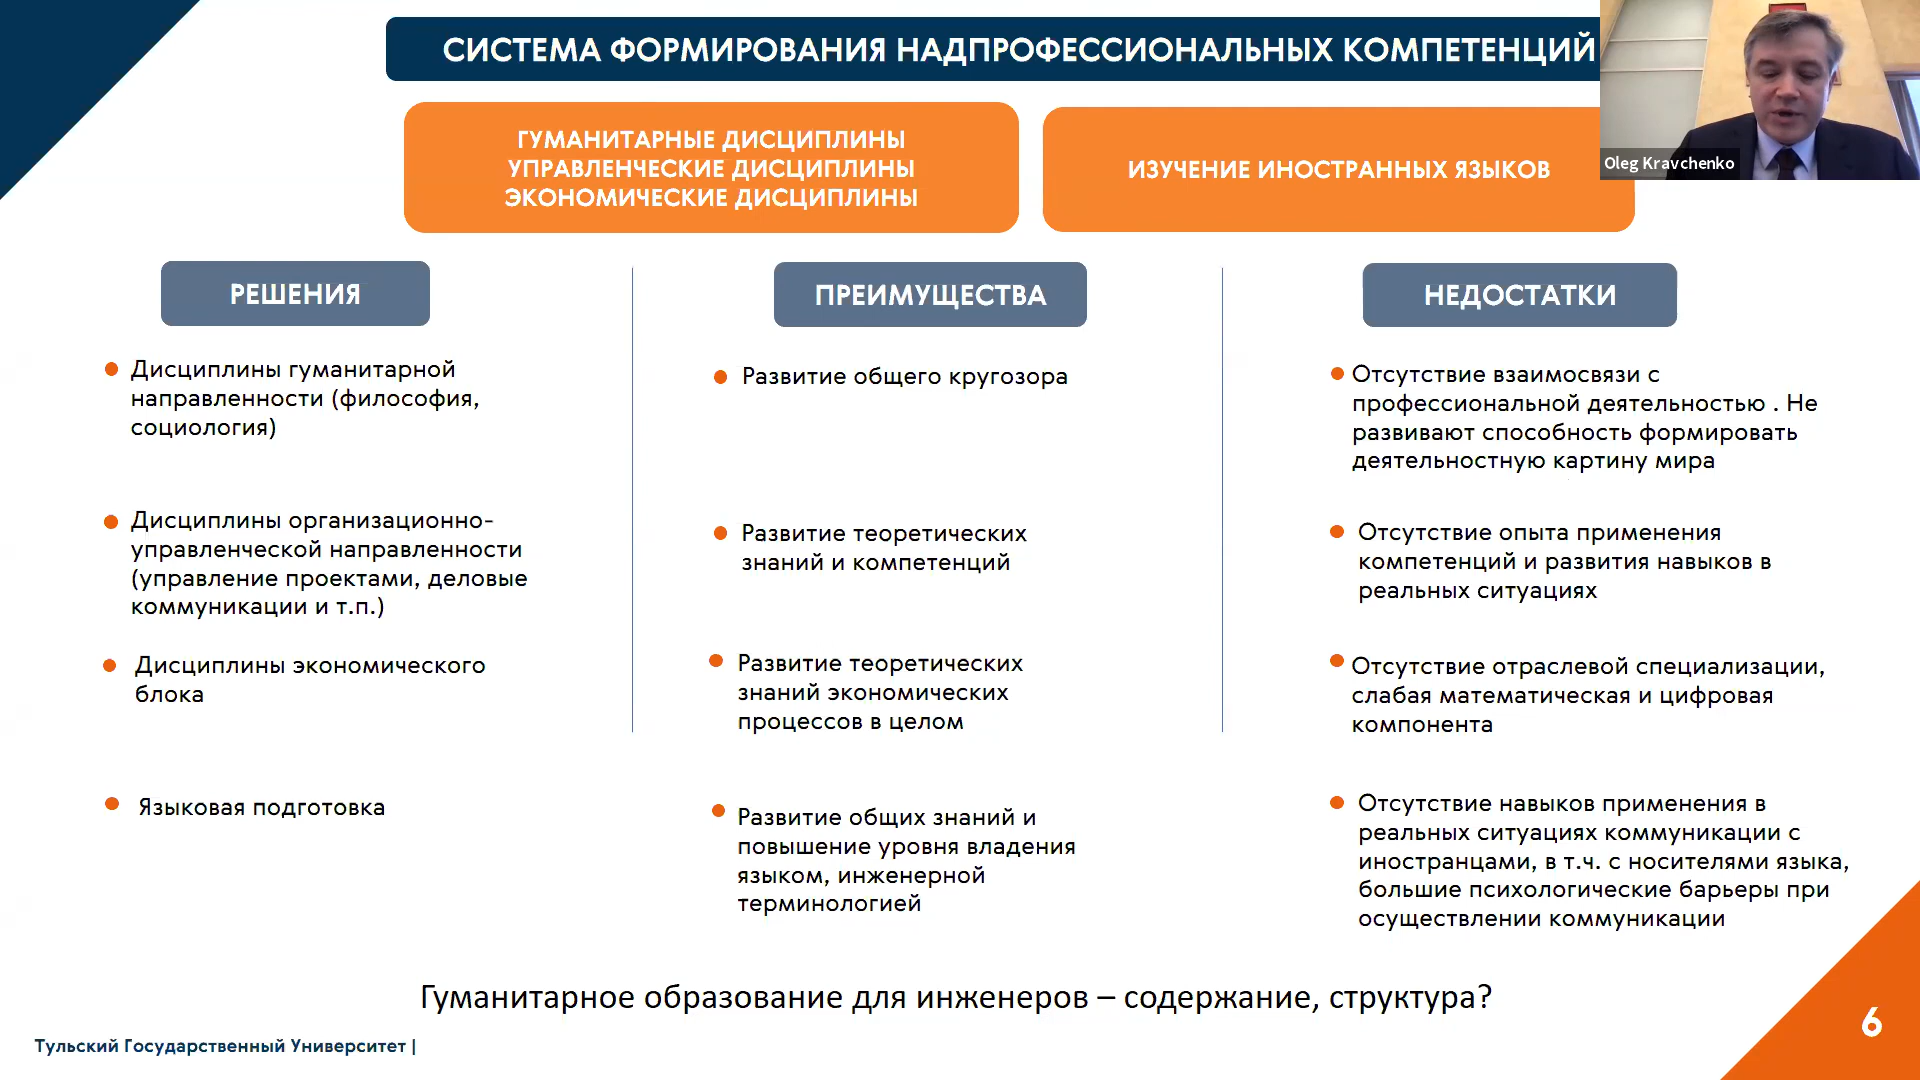 СИСТЕМА ФОРМИРОВАНИЯ НАДПРОФЕССИОНАЛЬНЫХ КОМПЕТЕНЦИЙ
ГУМАНИТАРНЫЕ ДИСЦИПЛИНЫ
УПРАВЛЕНЧЕСКИЕ ДИСЦИПЛИНЫ
ЭКОНОМИЧЕСКИЕ ДИСЦИПЛИНЫ
ИЗУЧЕНИЕ ИНОСТРАННЫХ ЯЗЫКОВ
Oleg Kravchenko
РЕШЕНИЯ
Дисциплины гуманитарной
направленности (философия,
социология)
Дисциплины организационно-
управленческой направленности
(управление проектами, деловые
коммуникации и т.п.)
Дисциплины экономического
блока
Языковая подготовка
ПРЕИМУЩЕСТВА
Развитие общего кругозора
Развитие теоретических
знаний и компетенций
Развитие теоретических
знаний экономических
процессов в целом
Развитие общих знаний и
повышение уровня владения
языком, инженерной
терминологией
НЕДОСТАТКИ
Отсутствие взаимосвязи с
профессиональной деятельностью . Не
развивают способность формировать
деятельностную картину мира
Отсутствие опыта применения
компетенций и развития навыков в
реальных ситуациях
Отсутствие отраслевой специализации,
слабая математическая и цифровая
компонента
Отсутствие навыков применения в
реальных ситуациях коммуникации с
иностранцами, в т.ч. с носителями языка,
большие психологические барьеры при
осуществлении коммуникации
Гуманитарное образование для инженеров – содержание, структура?
Тульский Государственный Университет |
6